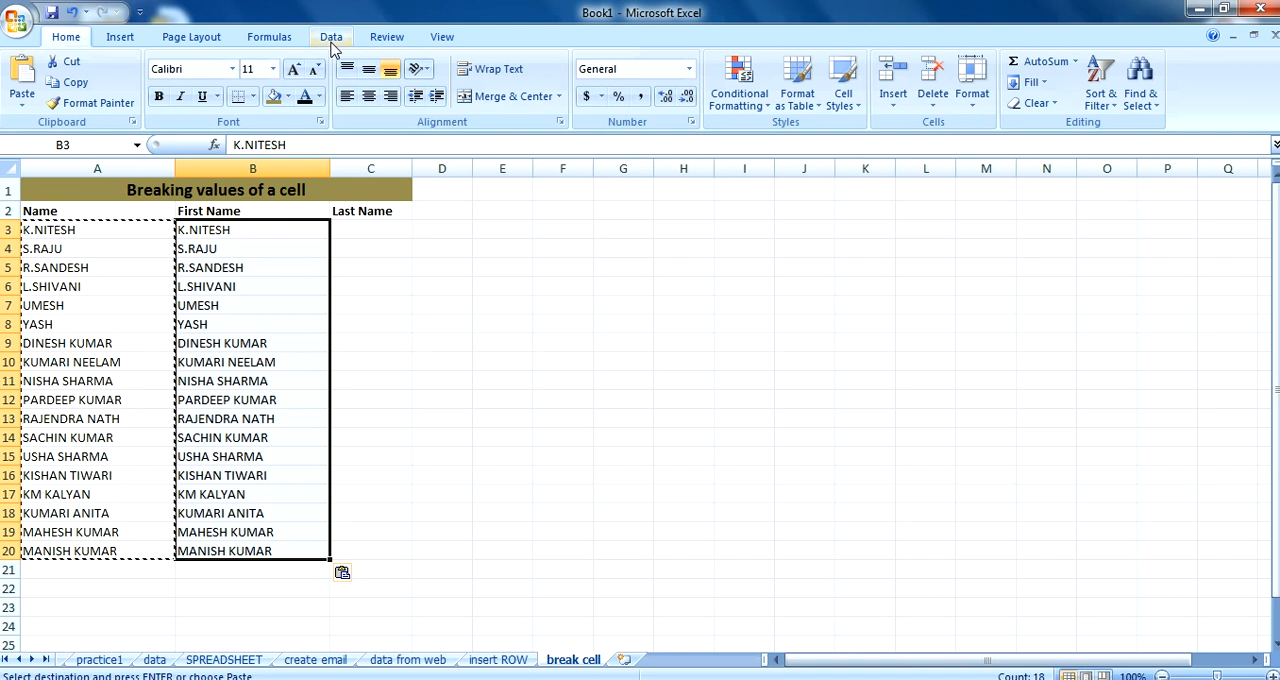 Book1 - Microsoft Excel
Home Insert Page Layout Formulas Data Review View
Paste
Cut
Copy
Format Painter
Clipboard
Calibri 11 A A
B I U A
Font
Wrap Text
Merge & Center
Alignment
General
$ % , .00 .00
Number
Conditional Formatting
Format as Table
Cell Styles
Styles
Insert Delete Format
Cells
Σ AutoSum
Fill
Clear
Sort & Filter
Find & Select
Editing
B3 fx K.NITESH
A B C D E F G H I J K L M N O P Q
1 Breaking values of a cell
2 Name First Name Last Name
3 K.NITESH K.NITESH
4 S.RAJU S.RAJU
5 R.SANDESH R.SANDESH
6 L.SHIVANI L.SHIVANI
7 UMESH UMESH
8 YASH YASH
9 DINESH KUMAR DINESH KUMAR
10 KUMARI NEELAM KUMARI NEELAM
11 NISHA SHARMA NISHA SHARMA
12 PARDEEP KUMAR PARDEEP KUMAR
13 RAJENDRA NATH RAJENDRA NATH
14 SACHIN KUMAR SACHIN KUMAR
15 USHA SHARMA USHA SHARMA
16 KISHAN TIWARI KISHAN TIWARI
17 KM KALYAN KM KALYAN
18 KUMARI ANITA KUMARI ANITA
19 MAHESH KUMAR MAHESH KUMAR
20 MANISH KUMAR MANISH KUMAR
21
22
23
24
25
practice1 data SPREADSHEET create email data from web insert ROW break cell
Select destination and press ENTER or choose Paste Count: 18 100%